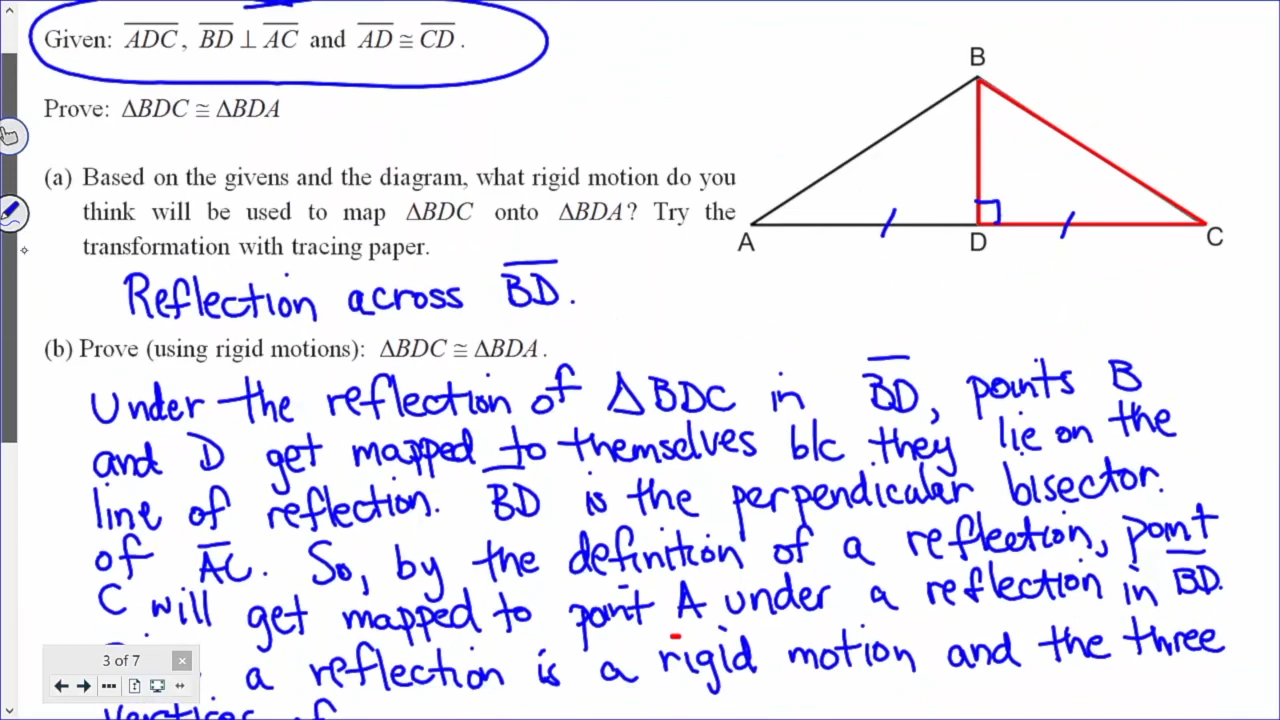 Given: ADC, BD ⊥ AC and AD ≅ CD.
Prove: ΔBDC ≅ ΔBDA
(a) Based on the givens and the diagram, what rigid motion do you
think will be used to map ΔBDC onto ΔBDA? Try the
transformation with tracing paper.
B
A
D
C
Reflection across BD.
(b) Prove (using rigid motions): ΔBDC ≅ ΔBDA.
Under the reflection of ΔBDC in BD, points B
and D get mapped to themselves b/c they lie on the
line of reflection. BD is the perpendicular bisector.
of AC. So, by the definition of a reflection, point
C will get mapped to point A under a reflection in BD.
a reflection is a rigid motion and the three
vertices of
3 of 7